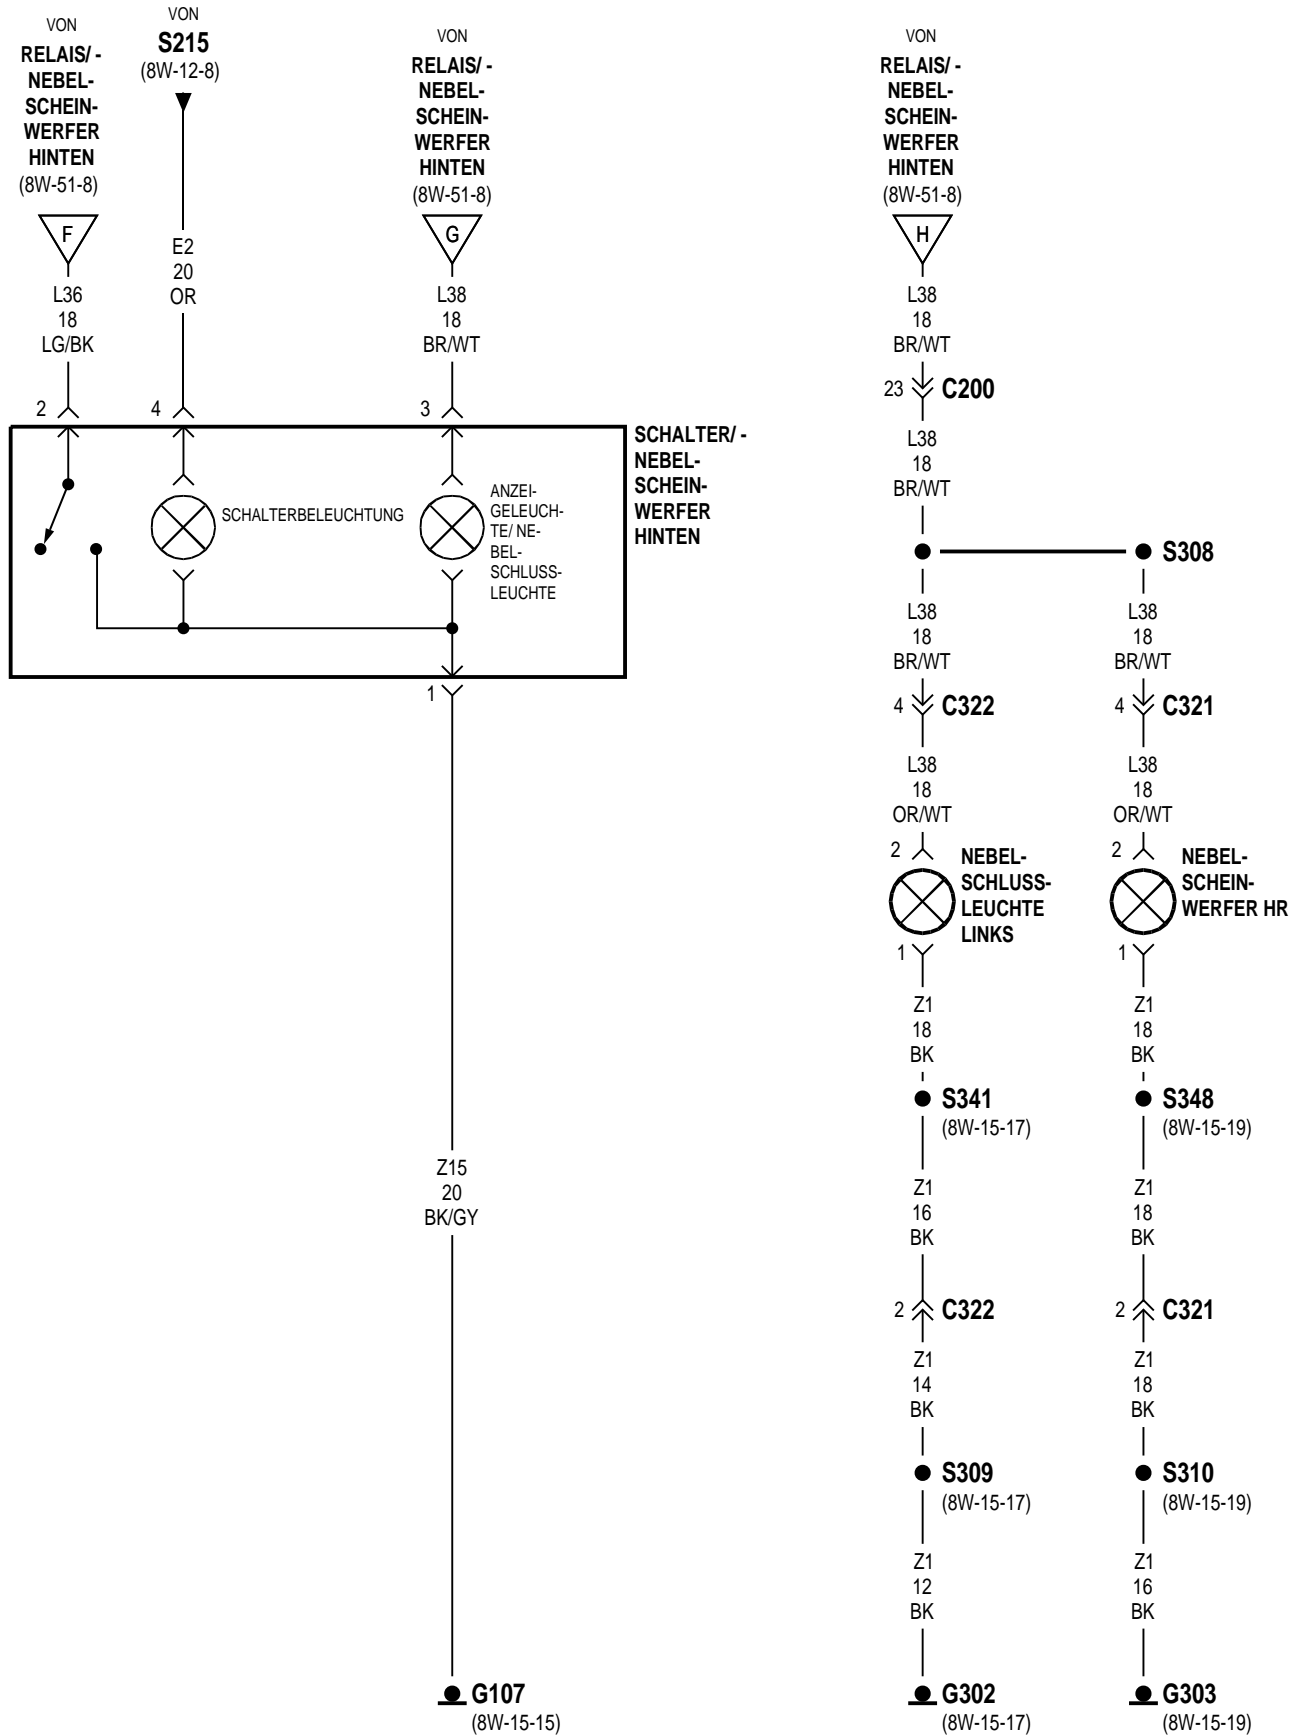 VON
RELAIS/ -
NEBEL-
SCHEIN-
WERFER
HINTEN
(8W-51-8)
F
L36
18
LG/BK
2
VON
S215
(8W-12-8)
E2
20
OR
4
VON
RELAIS/ -
NEBEL-
SCHEIN-
WERFER
HINTEN
(8W-51-8)
G
L38
18
BR/WT
3
SCHALTER/ -
NEBEL-
SCHEIN-
WERFER
HINTEN
SCHALTERBELEUCHTUNG
ANZEI-
GELEUCH-
TE/ NE-
BEL-
SCHLUSS-
LEUCHTE
1
Z15
20
BK/GY
G107
(8W-15-15)
VON
RELAIS/ -
NEBEL-
SCHEIN-
WERFER
HINTEN
(8W-51-8)
H
L38
18
BR/WT
23 C200
L38
18
BR/WT
S308
L38
18
BR/WT
4 C322
L38
18
OR/WT
2
NEBEL-
SCHLUSS-
LEUCHTE
LINKS
1
Z1
18
BK
S341
(8W-15-17)
Z1
16
BK
2 C322
Z1
14
BK
S309
(8W-15-17)
Z1
12
BK
G302
(8W-15-17)
L38
18
BR/WT
4 C321
L38
18
OR/WT
2
NEBEL-
SCHEIN-
WERFER HR
1
Z1
18
BK
S348
(8W-15-19)
Z1
18
BK
2 C321
Z1
18
BK
S310
(8W-15-19)
Z1
16
BK
G303
(8W-15-19)